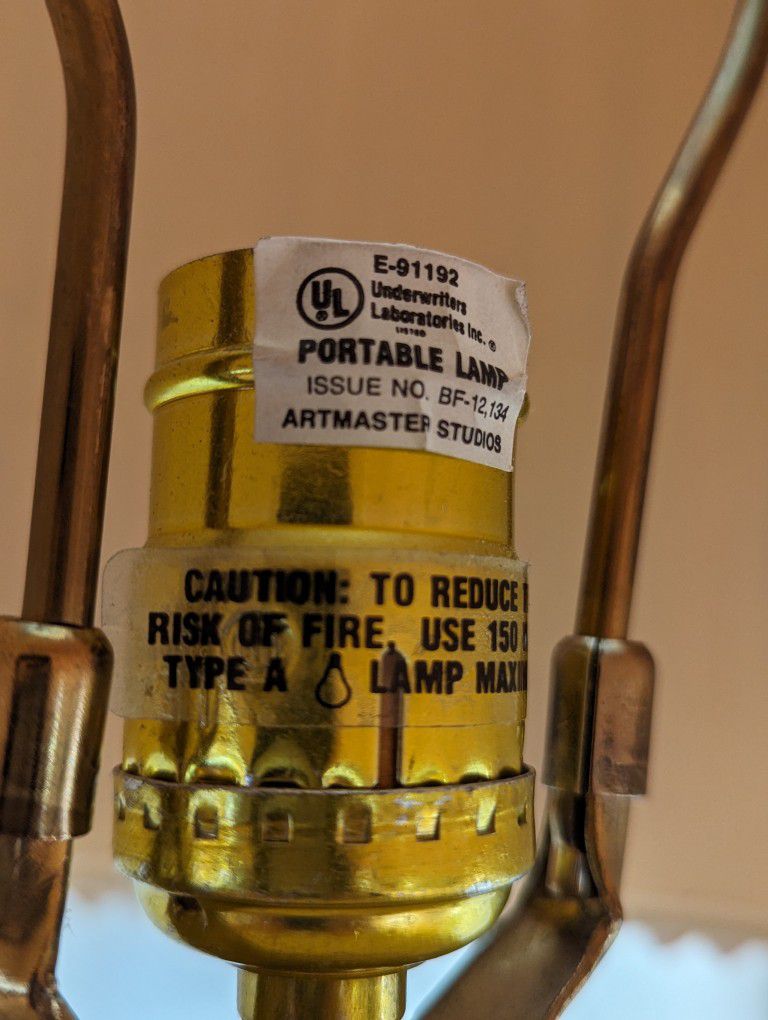 E-91192
UL
Underwriters
Laboratories Inc. ®
LISTED
PORTABLE LAMP
ISSUE NO. BF-12,134
ARTMASTER STUDIOS
CAUTION: TO REDUCE
RISK OF FIRE, USE 150
TYPE A LAMP